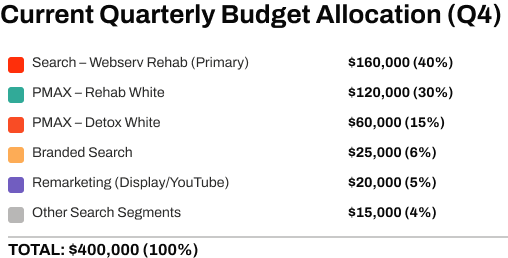 Current Quarterly Budget Allocation (Q4)
Search – Webserv Rehab (Primary) $160,000 (40%)
PMAX – Rehab White $120,000 (30%)
PMAX – Detox White $60,000 (15%)
Branded Search $25,000 (6%)
Remarketing (Display/YouTube) $20,000 (5%)
Other Search Segments $15,000 (4%)
TOTAL: $400,000 (100%)